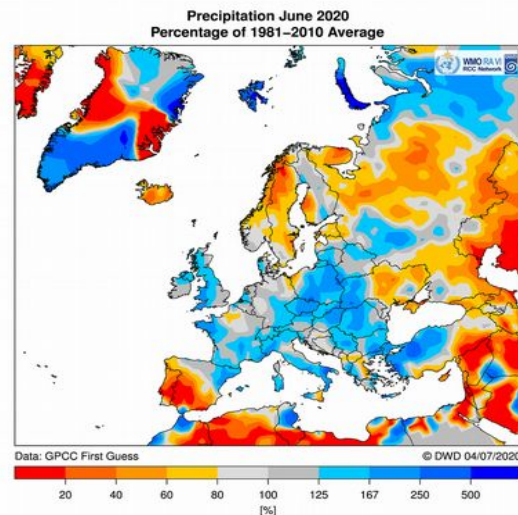 Precipitation June 2020
Percentage of 1981–2010 Average
WMO RA VI
RCC Network
Data: GPCC First Guess
© DWD 04/07/2020
20 40 60 80 100 125 167 250 500
[%]